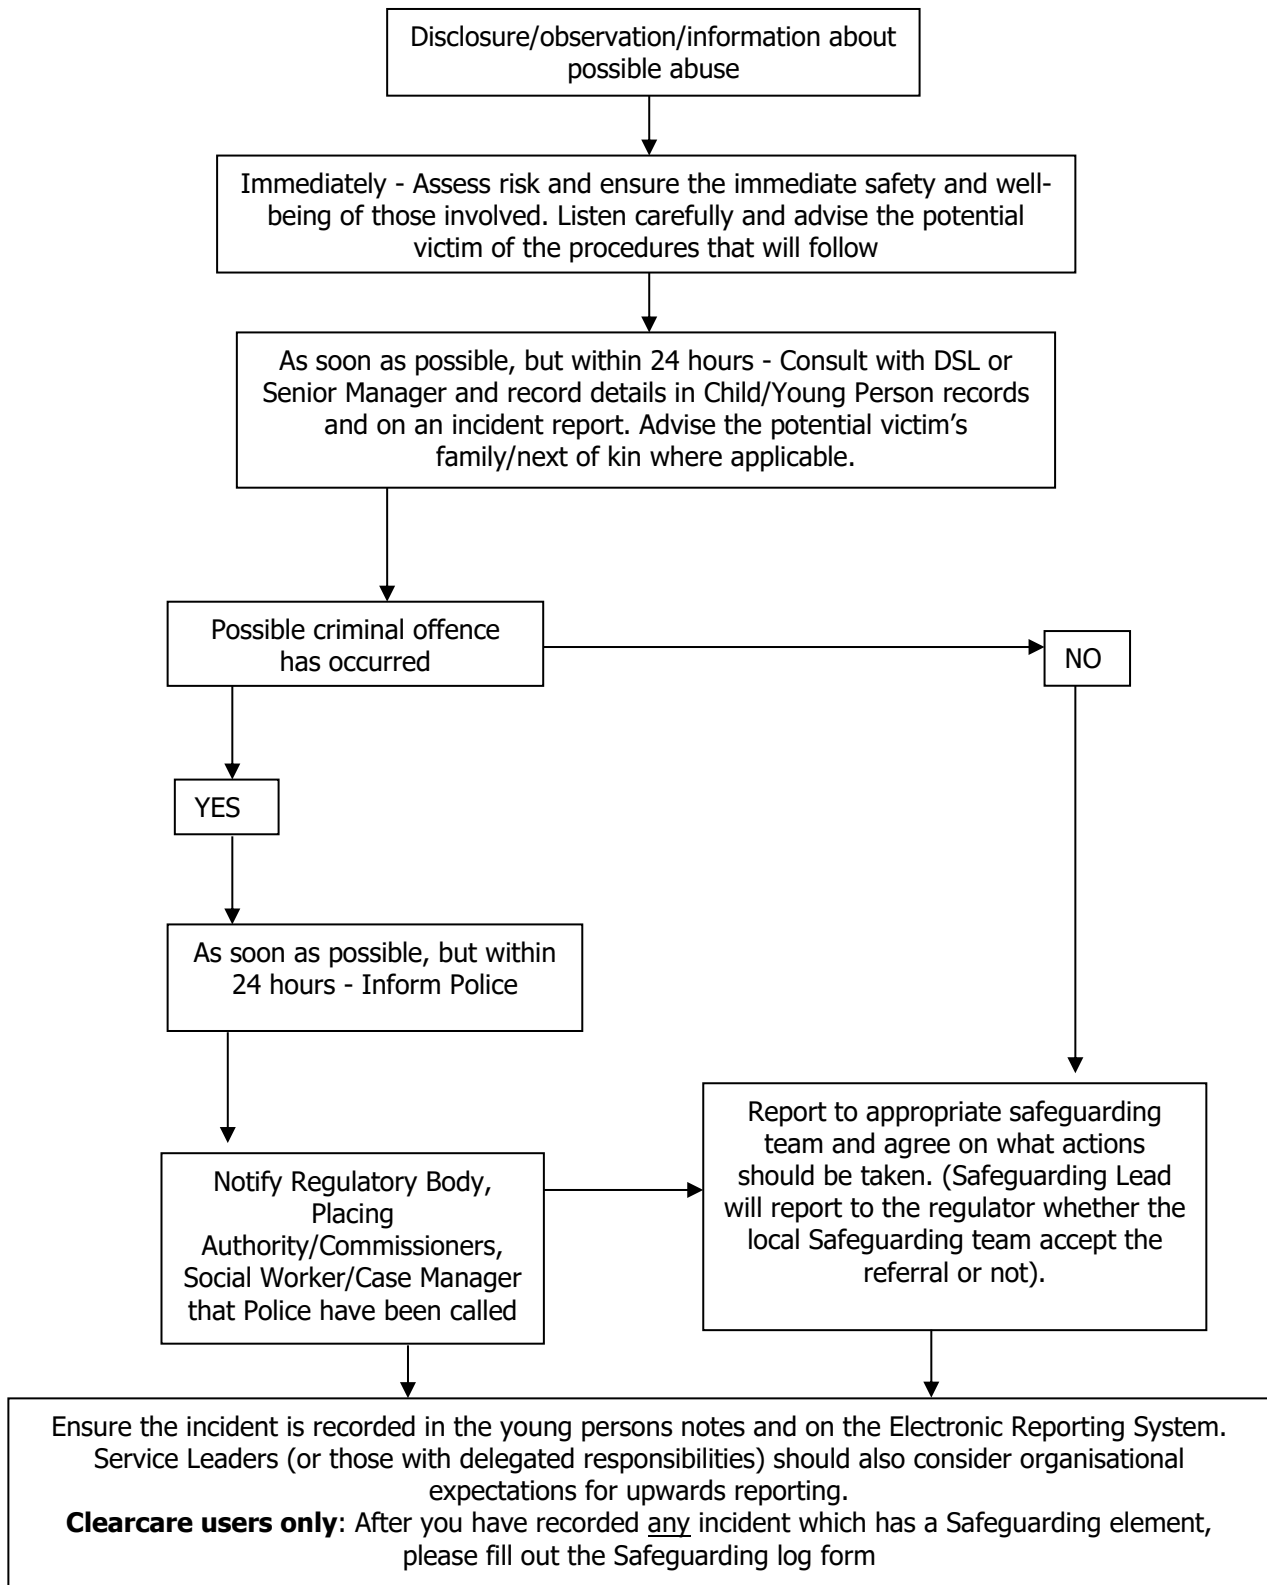 Disclosure/observation/information about
possible abuse
Immediately - Assess risk and ensure the immediate safety and well-
being of those involved. Listen carefully and advise the potential
victim of the procedures that will follow
As soon as possible, but within 24 hours - Consult with DSL or
Senior Manager and record details in Child/Young Person records
and on an incident report. Advise the potential victim’s
family/next of kin where applicable.
Possible criminal offence
has occurred
NO
YES
As soon as possible, but within
24 hours - Inform Police
Notify Regulatory Body,
Placing
Authority/Commissioners,
Social Worker/Case Manager
that Police have been called
Report to appropriate safeguarding
team and agree on what actions
should be taken. (Safeguarding Lead
will report to the regulator whether the
local Safeguarding team accept the
referral or not).
Ensure the incident is recorded in the young persons notes and on the Electronic Reporting System.
Service Leaders (or those with delegated responsibilities) should also consider organisational
expectations for upwards reporting.
Clearcare users only: After you have recorded any incident which has a Safeguarding element,
please fill out the Safeguarding log form